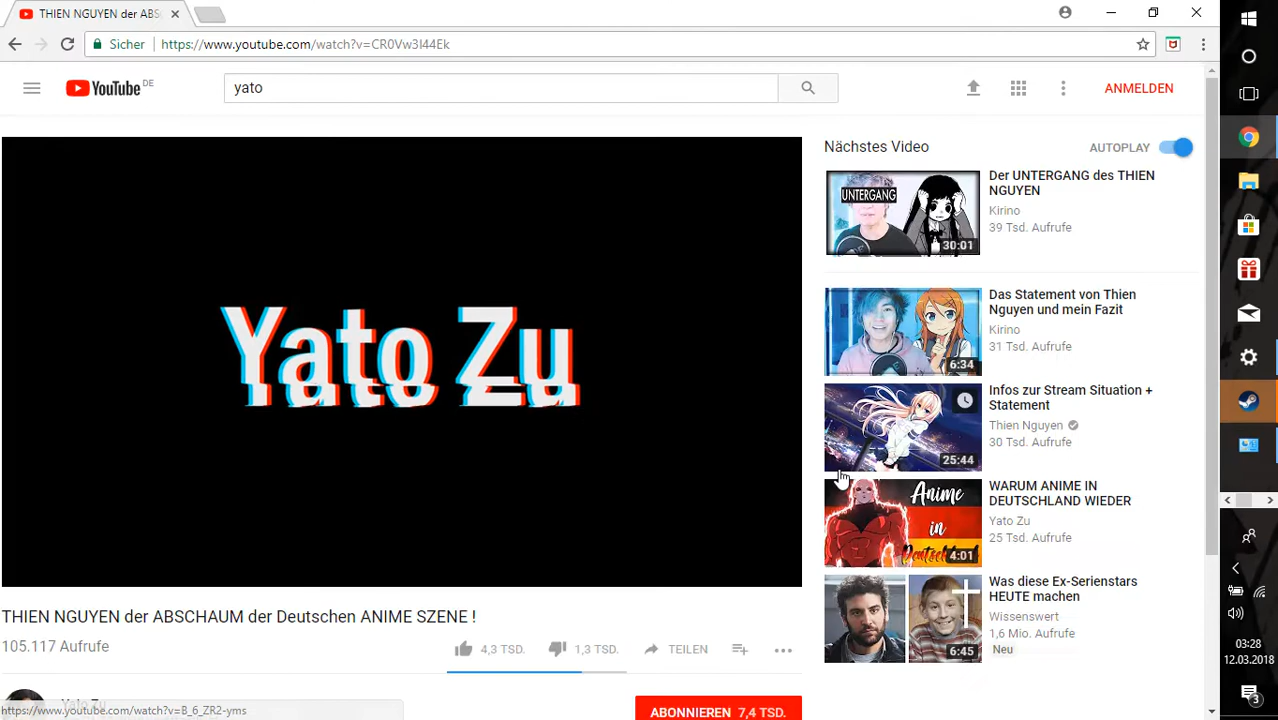 THIEN NGUYEN der ABS
Sicher
https://www.youtube.com/watch?v=CR0Vw3I44Ek
YouTube DE
yato
ANMELDEN
Yato Zu
THIEN NGUYEN der ABSCHAUM der Deutschen ANIME SZENE !
105.117 Aufrufe
4,3 TSD.
1,3 TSD.
TEILEN
Yato Zu
ABONNIEREN 7,4 TSD.
https://www.youtube.com/watch?v=B_6_ZR2-yms
Nächstes Video
AUTOPLAY
UNTERGANG
30:01
Der UNTERGANG des THIEN
NGUYEN
Kirino
39 Tsd. Aufrufe
6:34
Das Statement von Thien
Nguyen und mein Fazit
Kirino
31 Tsd. Aufrufe
25:44
Infos zur Stream Situation +
Statement
Thien Nguyen
30 Tsd. Aufrufe
Anime
in
Deutschland
4:01
WARUM ANIME IN
DEUTSCHLAND WIEDER
Yato Zu
25 Tsd. Aufrufe
6:45
Was diese Ex-Serienstars
HEUTE machen
Wissenswert
1,6 Mio. Aufrufe
Neu
03:28
12.03.2018
3